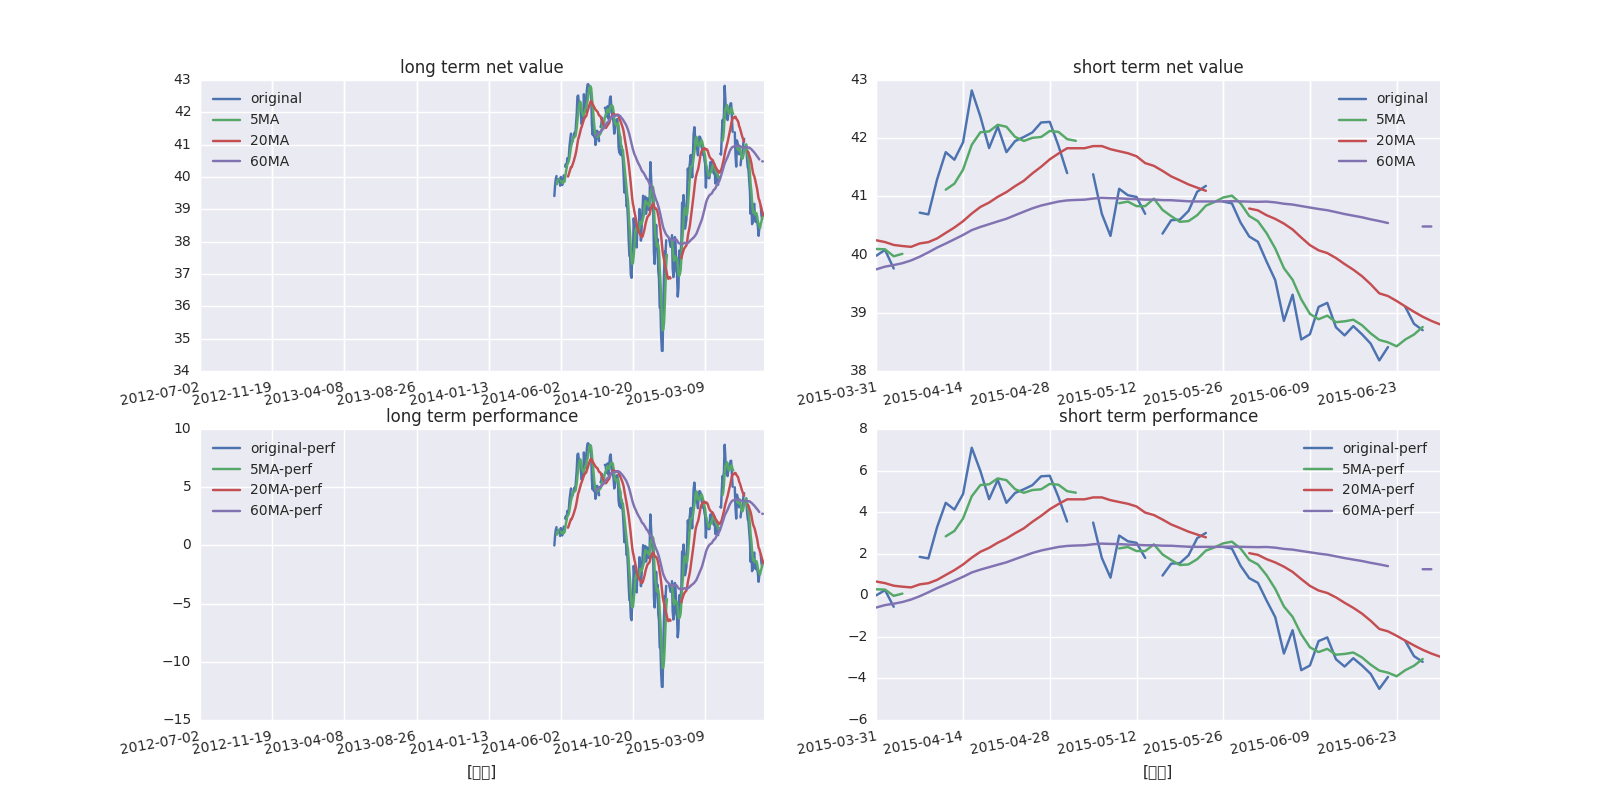 long term net value
43
42
41
40
39
38
37
36
35
34
original
5MA
20MA
60MA
2012-07-02 2012-11-19 2013-04-08 2013-08-26 2014-01-13 2014-06-02 2014-10-20 2015-03-09
short term net value
43
42
41
40
39
38
original
5MA
20MA
60MA
2015-03-31 2015-04-14 2015-04-28 2015-05-12 2015-05-26 2015-06-09 2015-06-23
long term performance
10
5
0
−5
−10
−15
original-perf
5MA-perf
20MA-perf
60MA-perf
2012-07-02 2012-11-19 2013-04-08 2013-08-26 2014-01-13 2014-06-02 2014-10-20 2015-03-09
short term performance
8
6
4
2
0
−2
−4
−6
original-perf
5MA-perf
20MA-perf
60MA-perf
2015-03-31 2015-04-14 2015-04-28 2015-05-12 2015-05-26 2015-06-09 2015-06-23